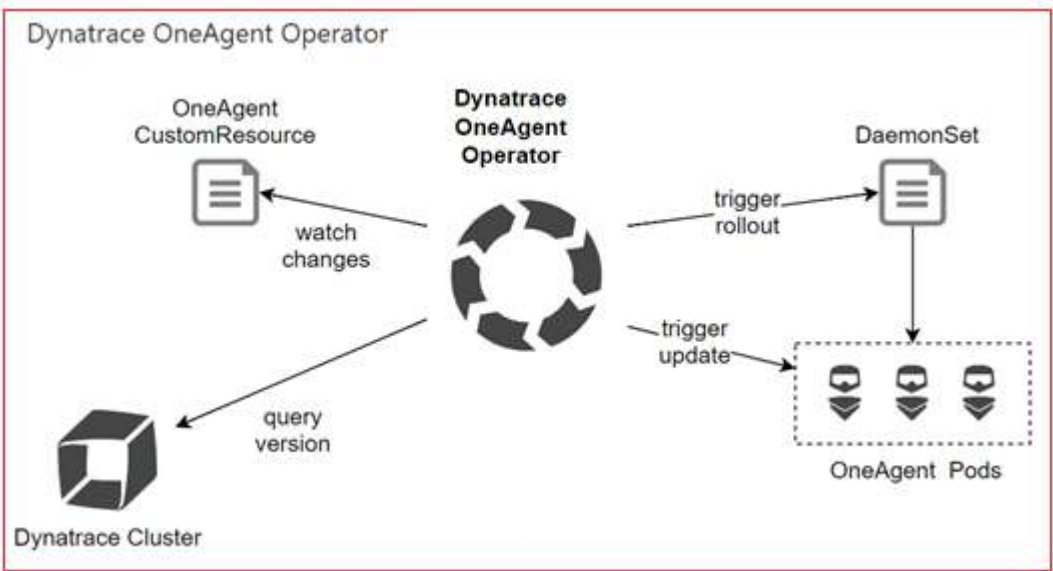 Dynatrace OneAgent Operator
OneAgent
CustomResource
Dynatrace
OneAgent
Operator
DaemonSet
watch
changes
trigger
rollout
trigger
update
query
version
OneAgent Pods
Dynatrace Cluster